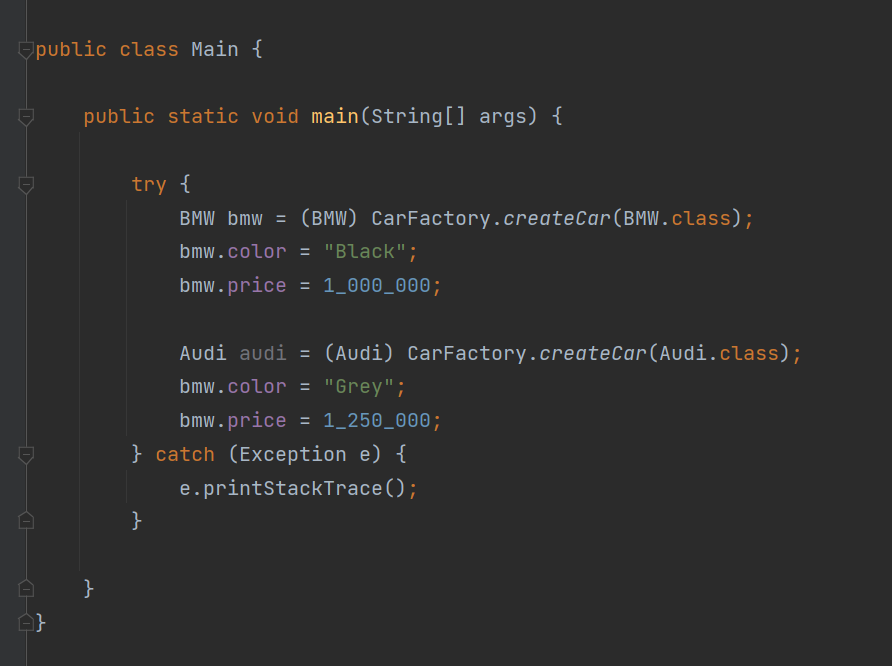 public class Main {
public static void main(String[] args) {
try {
BMW bmw = (BMW) CarFactory.createCar(BMW.class);
bmw.color = "Black";
bmw.price = 1_000_000;
Audi audi = (Audi) CarFactory.createCar(Audi.class);
bmw.color = "Grey";
bmw.price = 1_250_000;
} catch (Exception e) {
e.printStackTrace();
}
}
}